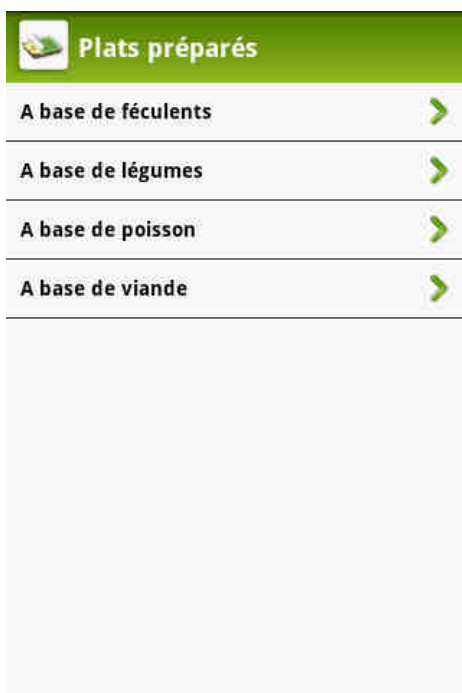 Plats préparés
A base de féculents
A base de légumes
A base de poisson
A base de viande